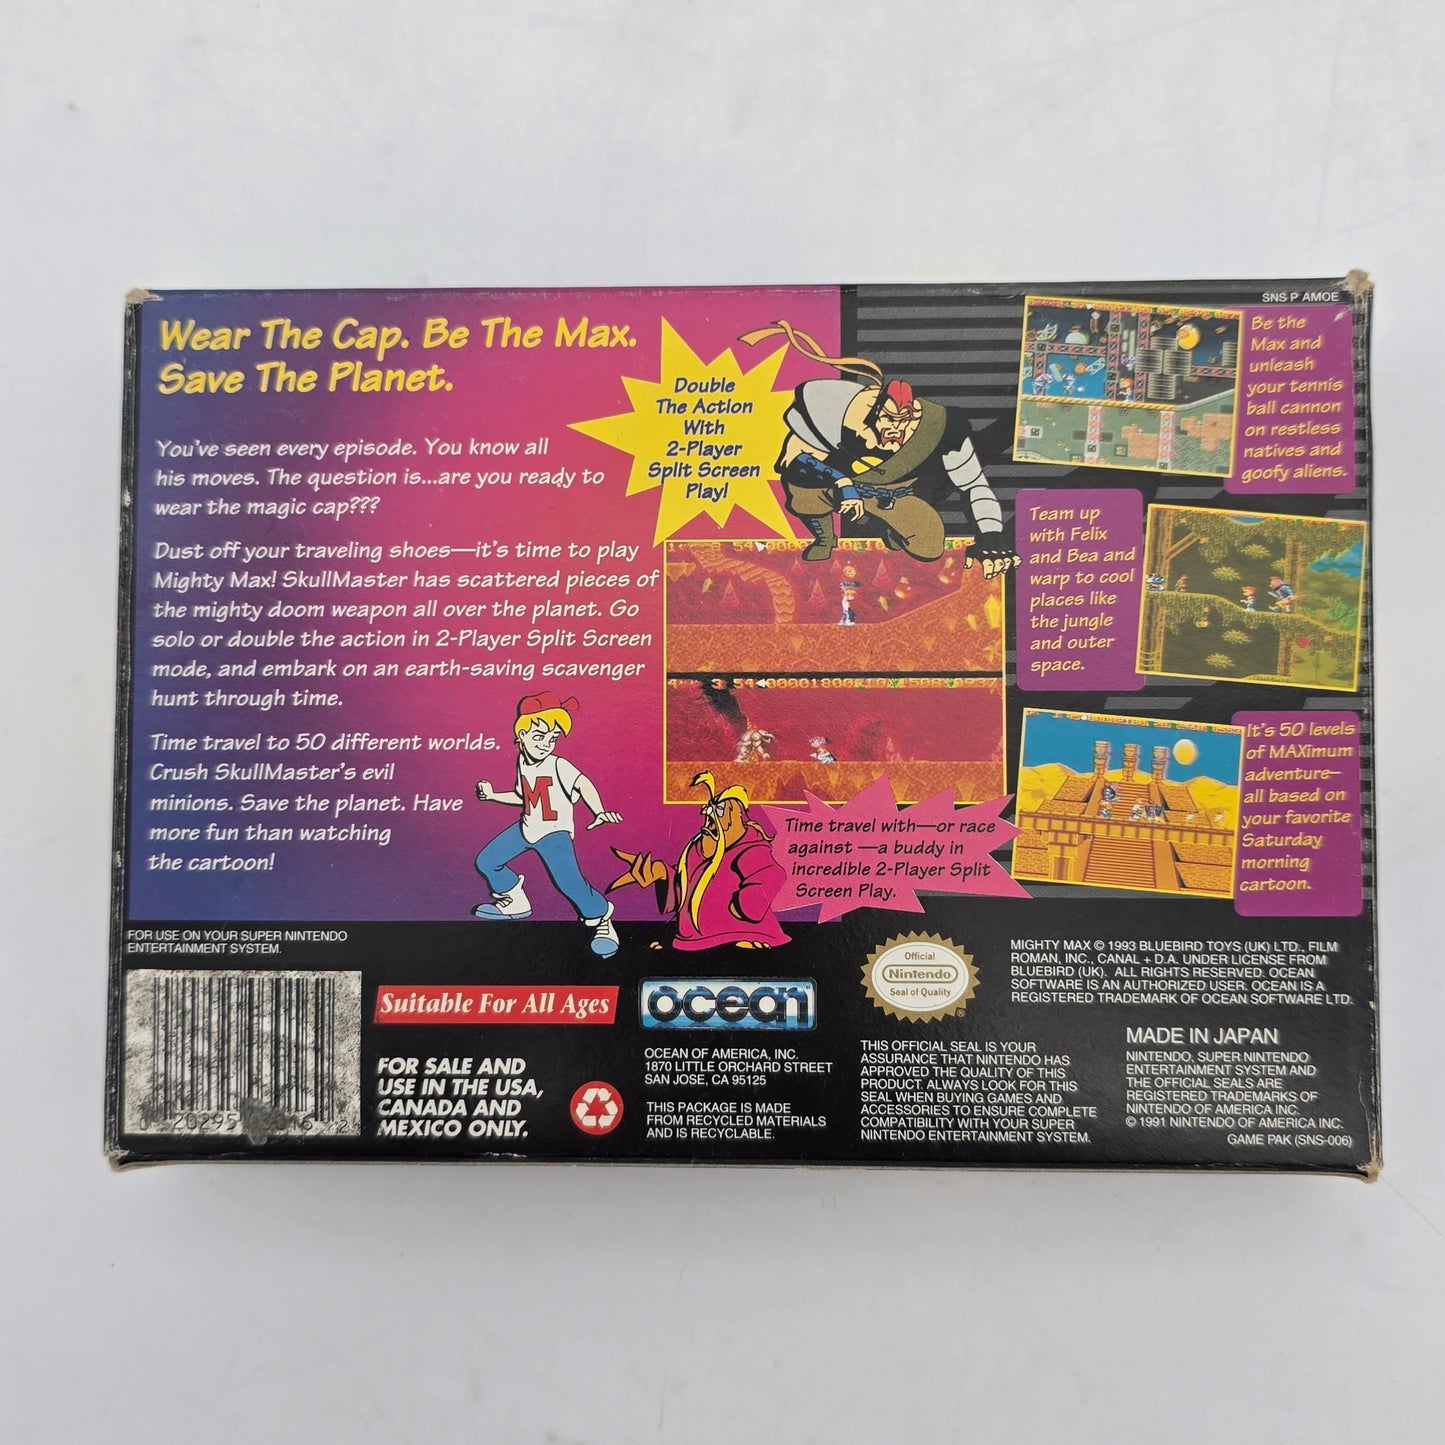 SNS P AMOE
Wear The Cap. Be The Max.
Save The Planet.
You've seen every episode. You know all
his moves. The question is...are you ready to
wear the magic cap???
Dust off your traveling shoes—it's time to play
Mighty Max! SkullMaster has scattered pieces of
the mighty doom weapon all over the planet. Go
solo or double the action in 2-Player Split Screen
mode, and embark on an earth-saving scavenger
hunt through time.
Time travel to 50 different worlds.
Crush SkullMaster's evil
minions. Save the planet. Have
more fun than watching
the cartoon!
Double
The Action
With
2-Player
Split Screen
Play!
M
Time travel with—or race
against —a buddy in
incredible 2-Player Split
Screen Play.
Be the
Max and
unleash
your tennis
ball cannon
on restless
natives and
goofy aliens.
Team up
with Felix
and Bea and
warp to cool
places like
the jungle
and outer
space.
It's 50 levels
of MAXimum
adventure—
all based on
your favorite
Saturday
morning
cartoon.
FOR USE ON YOUR SUPER NINTENDO
ENTERTAINMENT SYSTEM.
Suitable For All Ages
FOR SALE AND
USE IN THE USA,
CANADA AND
MEXICO ONLY.
ocean
OCEAN OF AMERICA, INC.
1870 LITTLE ORCHARD STREET
SAN JOSE, CA 95125
THIS PACKAGE IS MADE
FROM RECYCLED MATERIALS
AND IS RECYCLABLE.
Official
Nintendo
Seal of Quality
®
THIS OFFICIAL SEAL IS YOUR
ASSURANCE THAT NINTENDO HAS
APPROVED THE QUALITY OF THIS
PRODUCT. ALWAYS LOOK FOR THIS
SEAL WHEN BUYING GAMES AND
ACCESSORIES TO ENSURE COMPLETE
COMPATIBILITY WITH YOUR SUPER
NINTENDO ENTERTAINMENT SYSTEM.
MIGHTY MAX © 1993 BLUEBIRD TOYS (UK) LTD., FILM
ROMAN, INC., CANAL + D.A. UNDER LICENSE FROM
BLUEBIRD (UK). ALL RIGHTS RESERVED. OCEAN
SOFTWARE IS AN AUTHORIZED USER. OCEAN IS A
REGISTERED TRADEMARK OF OCEAN SOFTWARE LTD.
MADE IN JAPAN
NINTENDO, SUPER NINTENDO
ENTERTAINMENT SYSTEM AND
THE OFFICIAL SEALS ARE
REGISTERED TRADEMARKS OF
NINTENDO OF AMERICA INC.
© 1991 NINTENDO OF AMERICA INC.
GAME PAK (SNS-006)